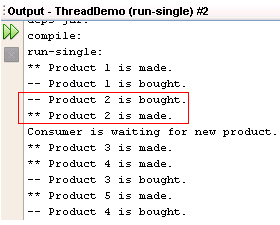 Output - ThreadDemo (run-single) #2
deps-jar:
compile:
run-single:
** Product 1 is made.
-- Product 1 is bought.
-- Product 2 is bought.
** Product 2 is made.
Consumer is waiting for new product.
** Product 3 is made.
** Product 4 is made.
-- Product 3 is bought.
** Product 5 is made.
-- Product 4 is bought.